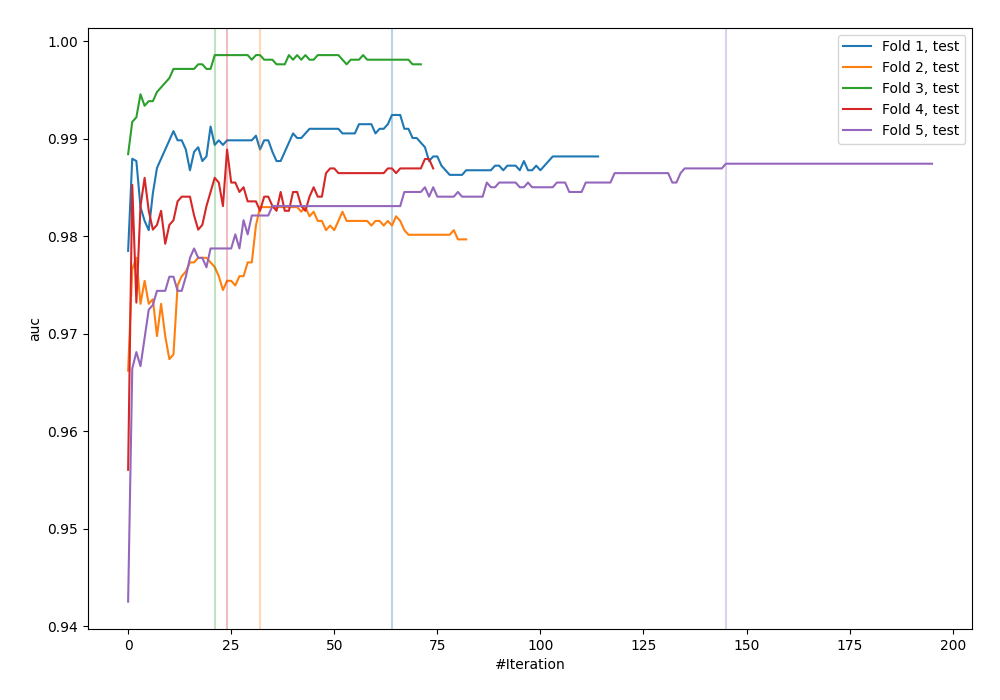 1.00
0.99
0.98
0.97
0.96
0.95
0.94
auc
0 25 50 75 100 125 150 175 200
#Iteration
Fold 1, test
Fold 2, test
Fold 3, test
Fold 4, test
Fold 5, test